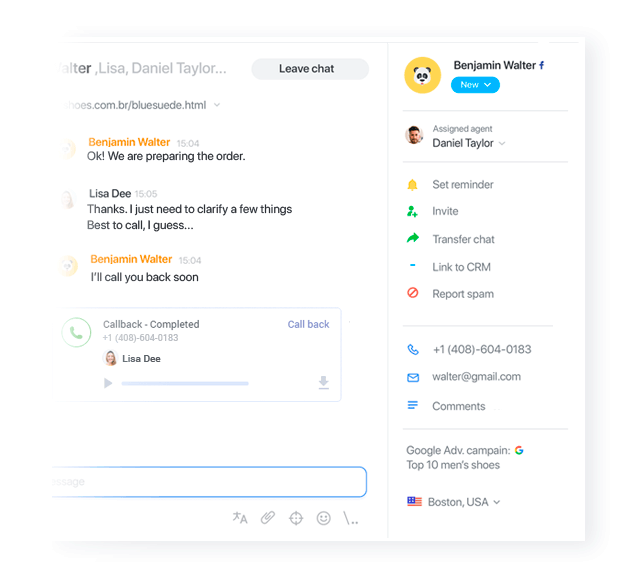 alter ,Lisa, Daniel Taylor...
Leave chat
hoes.com.br/bluesuede.html
Benjamin Walter 15:04
Ok! We are preparing the order.
Lisa Dee 15:05
Thanks. I just need to clarify a few things
Best to call, I guess...
Benjamin Walter 15:04
I'll call you back soon
Callback - Completed
Call back
+1 (408)-604-0183
Lisa Dee
essage
Benjamin Walter
New
Assigned agent
Daniel Taylor
Set reminder
Invite
Transfer chat
Link to CRM
Report spam
+1 (408)-604-0183
walter@gmail.com
Comments
Google Adv. campain:
Top 10 men's shoes
Boston, USA